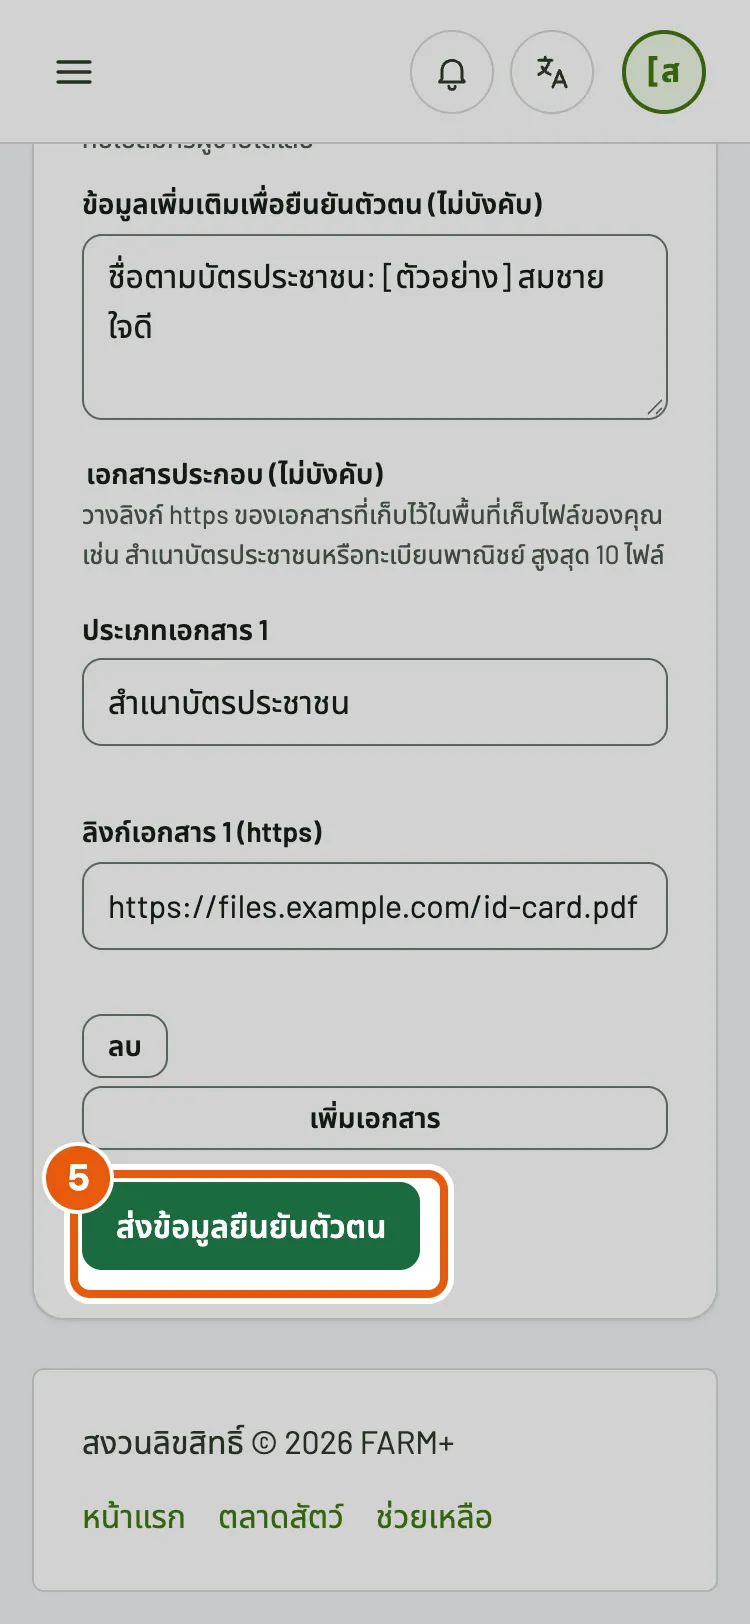 [ส
ข้อมูลเพิ่มเติมเพื่อยืนยันตัวตน (ไม่บังคับ)
ชื่อตามบัตรประชาชน: [ตัวอย่าง] สมชาย
ใจดี
เอกสารประกอบ (ไม่บังคับ)
วางลิงก์ https ของเอกสารที่เก็บไว้ในพื้นที่เก็บไฟล์ของคุณ
เช่น สำเนาบัตรประชาชนหรือทะเบียนพาณิชย์ สูงสุด 10 ไฟล์
ประเภทเอกสาร 1
สำเนาบัตรประชาชน
ลิงก์เอกสาร 1 (https)
https://files.example.com/id-card.pdf
ลบ
เพิ่มเอกสาร
5
ส่งข้อมูลยืนยันตัวตน
สงวนลิขสิทธิ์ © 2026 FARM+
หน้าแรก ตลาดสัตว์ ช่วยเหลือ